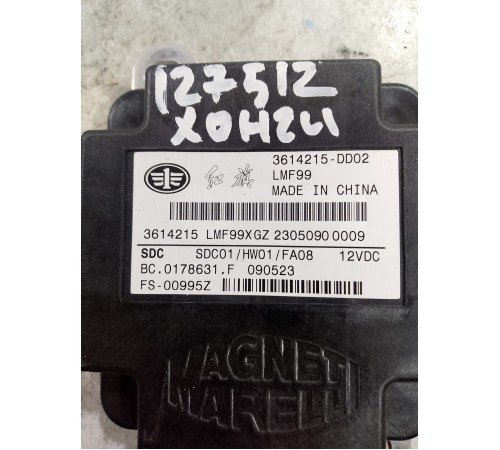 127512
ХОНГИ
3614215-DD02
LMF99
红旗
MADE IN CHINA
3614215 LMF99XGZ 23050900009
SDC SDC01/HW01/FA08 12VDC
BC.0178631.F 090523
FS-00995Z
MAGNETI
MARELLI